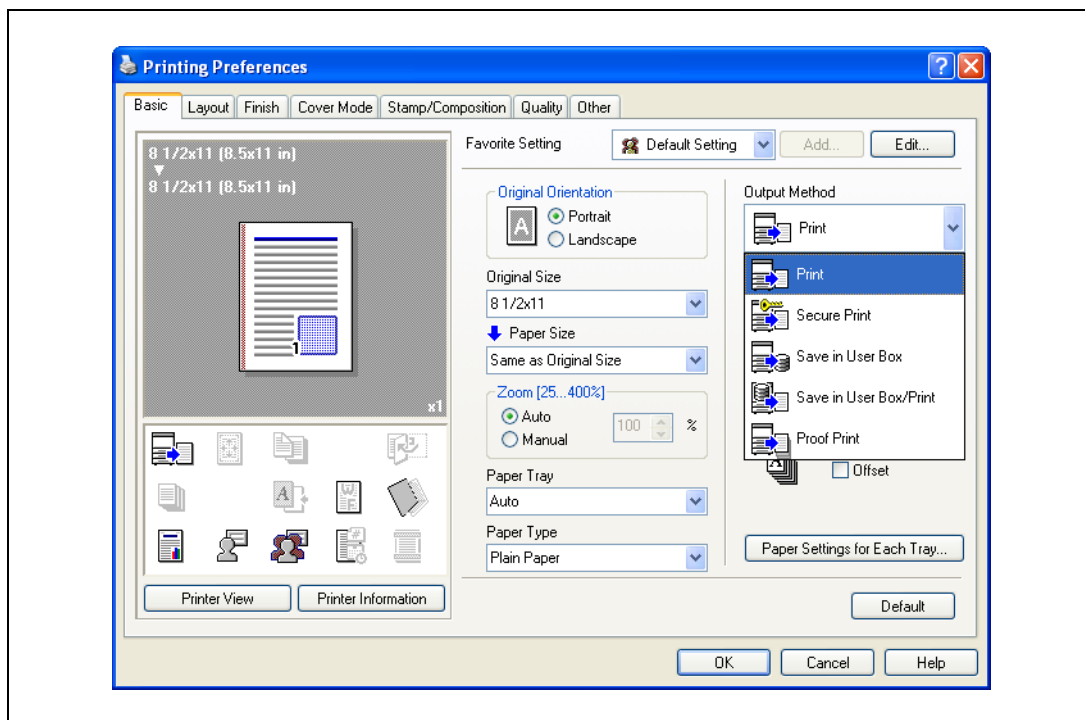 Printing Preferences
Basic
Layout
Finish
Cover Mode
Stamp/Composition
Quality
Other
8 1/2x11 (8.5x11 in)
8 1/2x11 (8.5x11 in)
1
x1
Printer View
Printer Information
Favorite Setting
Default Setting
Add...
Edit...
Original Orientation
A
Portrait
Landscape
Original Size
8 1/2x11
Paper Size
Same as Original Size
Zoom [25...400%]
Auto
Manual
100
%
Paper Tray
Auto
Paper Type
Plain Paper
Output Method
Print
Print
Secure Print
Save in User Box
Save in User Box/Print
Proof Print
Offset
Paper Settings for Each Tray...
Default
OK
Cancel
Help